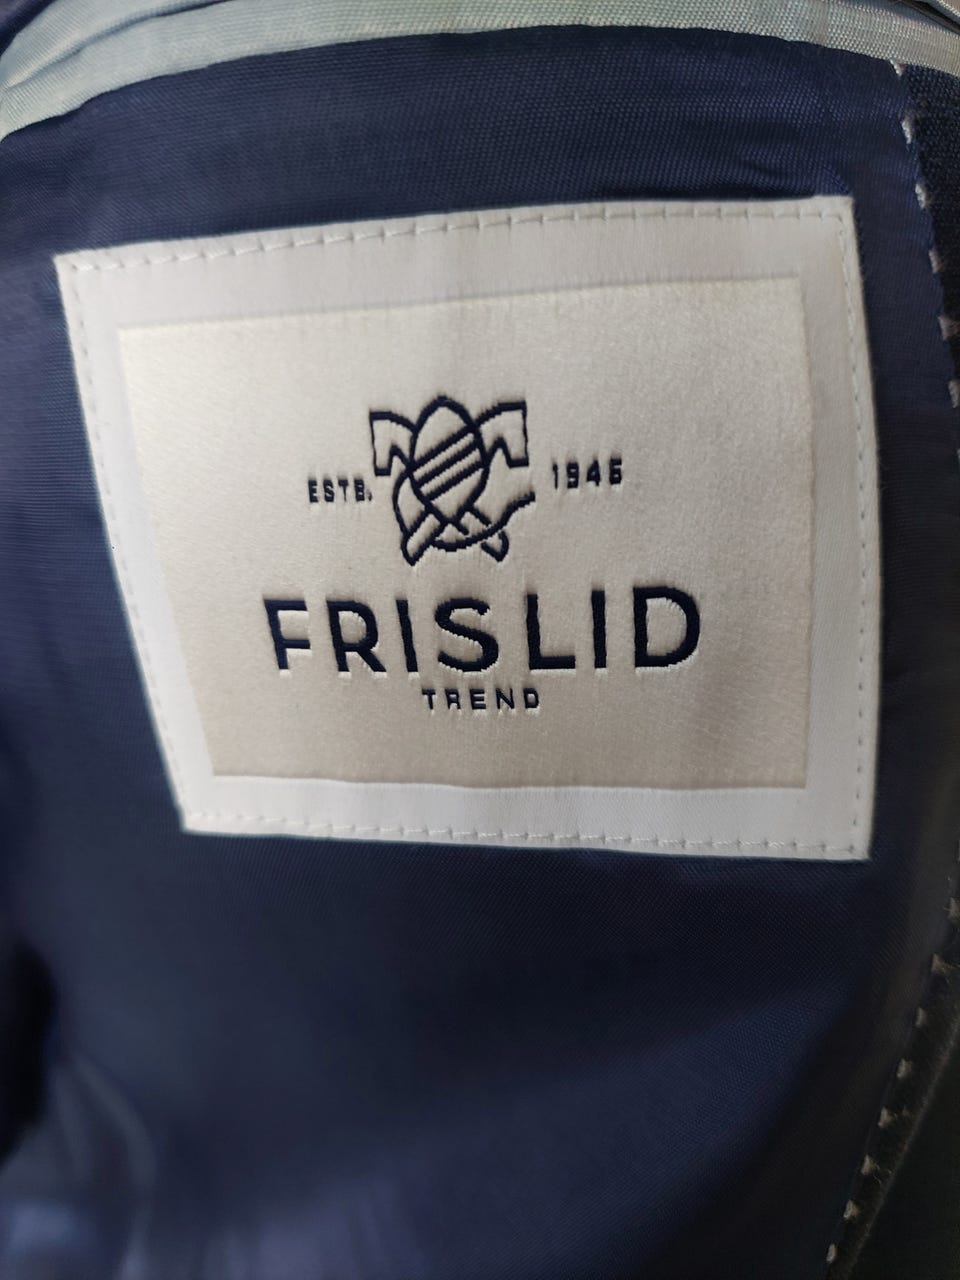 ESTB. 1946
FRISLID
TREND